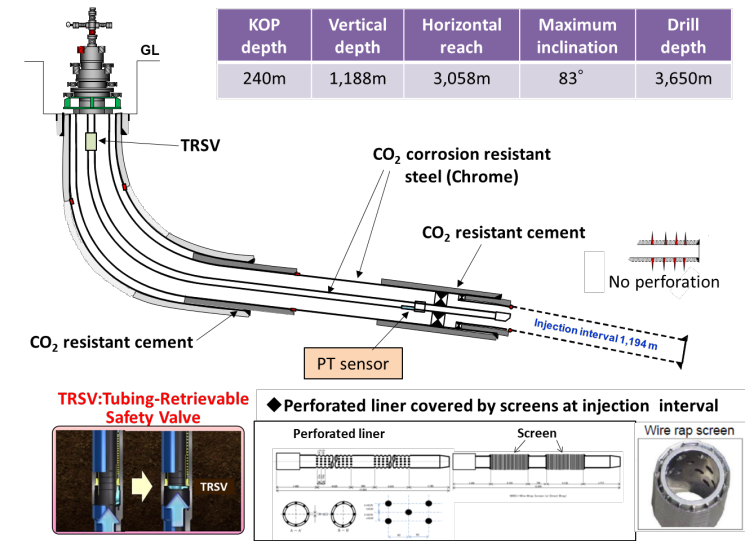 KOP depth
Vertical depth
Horizontal reach
Maximum inclination
Drill depth
240m
1,188m
3,058m
83°
3,650m
GL
TRSV
CO₂ corrosion resistant
steel (Chrome)
CO₂ resistant cement
No perforation
Injection interval 1,194 m
CO₂ resistant cement
PT sensor
TRSV:Tubing-Retrievable
Safety Valve
TRSV
◆Perforated liner covered by screens at injection interval
Perforated liner
Screen
Wire rap screen